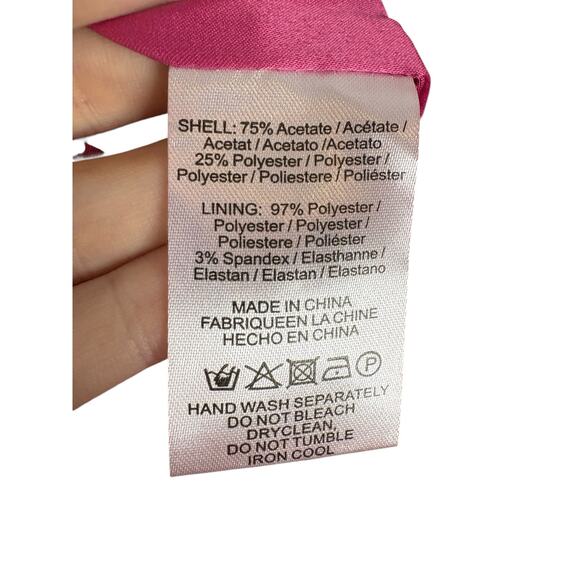 SHELL: 75% Acetate / Acétate /
Acetat / Acetato / Acetato
25% Polyester / Polyester /
Polyester / Poliestere / Poliéster
LINING: 97% Polyester /
Polyester / Polyester /
Poliestere / Poliéster
3% Spandex / Elasthanne /
Elastan / Elastan / Elastano
MADE IN CHINA
FABRIQUEEN LA CHINE
HECHO EN CHINA
P
HAND WASH SEPARATELY
DO NOT BLEACH
DRYCLEAN,
DO NOT TUMBLE
IRON COOL